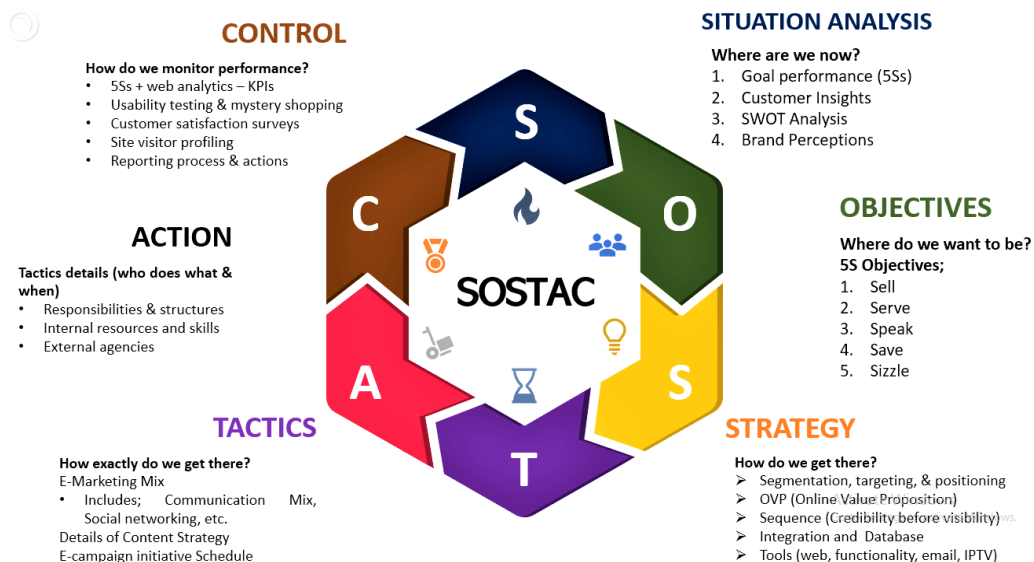 CONTROL
How do we monitor performance?
• 5Ss + web analytics – KPIs
• Usability testing & mystery shopping
• Customer satisfaction surveys
• Site visitor profiling
• Reporting process & actions
SITUATION ANALYSIS
Where are we now?
1. Goal performance (5Ss)
2. Customer Insights
3. SWOT Analysis
4. Brand Perceptions
ACTION
Tactics details (who does what &
when)
• Responsibilities & structures
• Internal resources and skills
• External agencies
S
O
S
T
A
C
SOSTAC
OBJECTIVES
Where do we want to be?
5S Objectives;
1. Sell
2. Serve
3. Speak
4. Save
5. Sizzle
TACTICS
How exactly do we get there?
E-Marketing Mix
• Includes; Communication Mix,
Social networking, etc.
Details of Content Strategy
E-campaign initiative Schedule
STRATEGY
How do we get there?
➢ Segmentation, targeting, & positioning
➢ OVP (Online Value Proposition)
➢ Sequence (Credibility before visibility)
➢ Integration and Database
➢ Tools (web, functionality, email, IPTV)